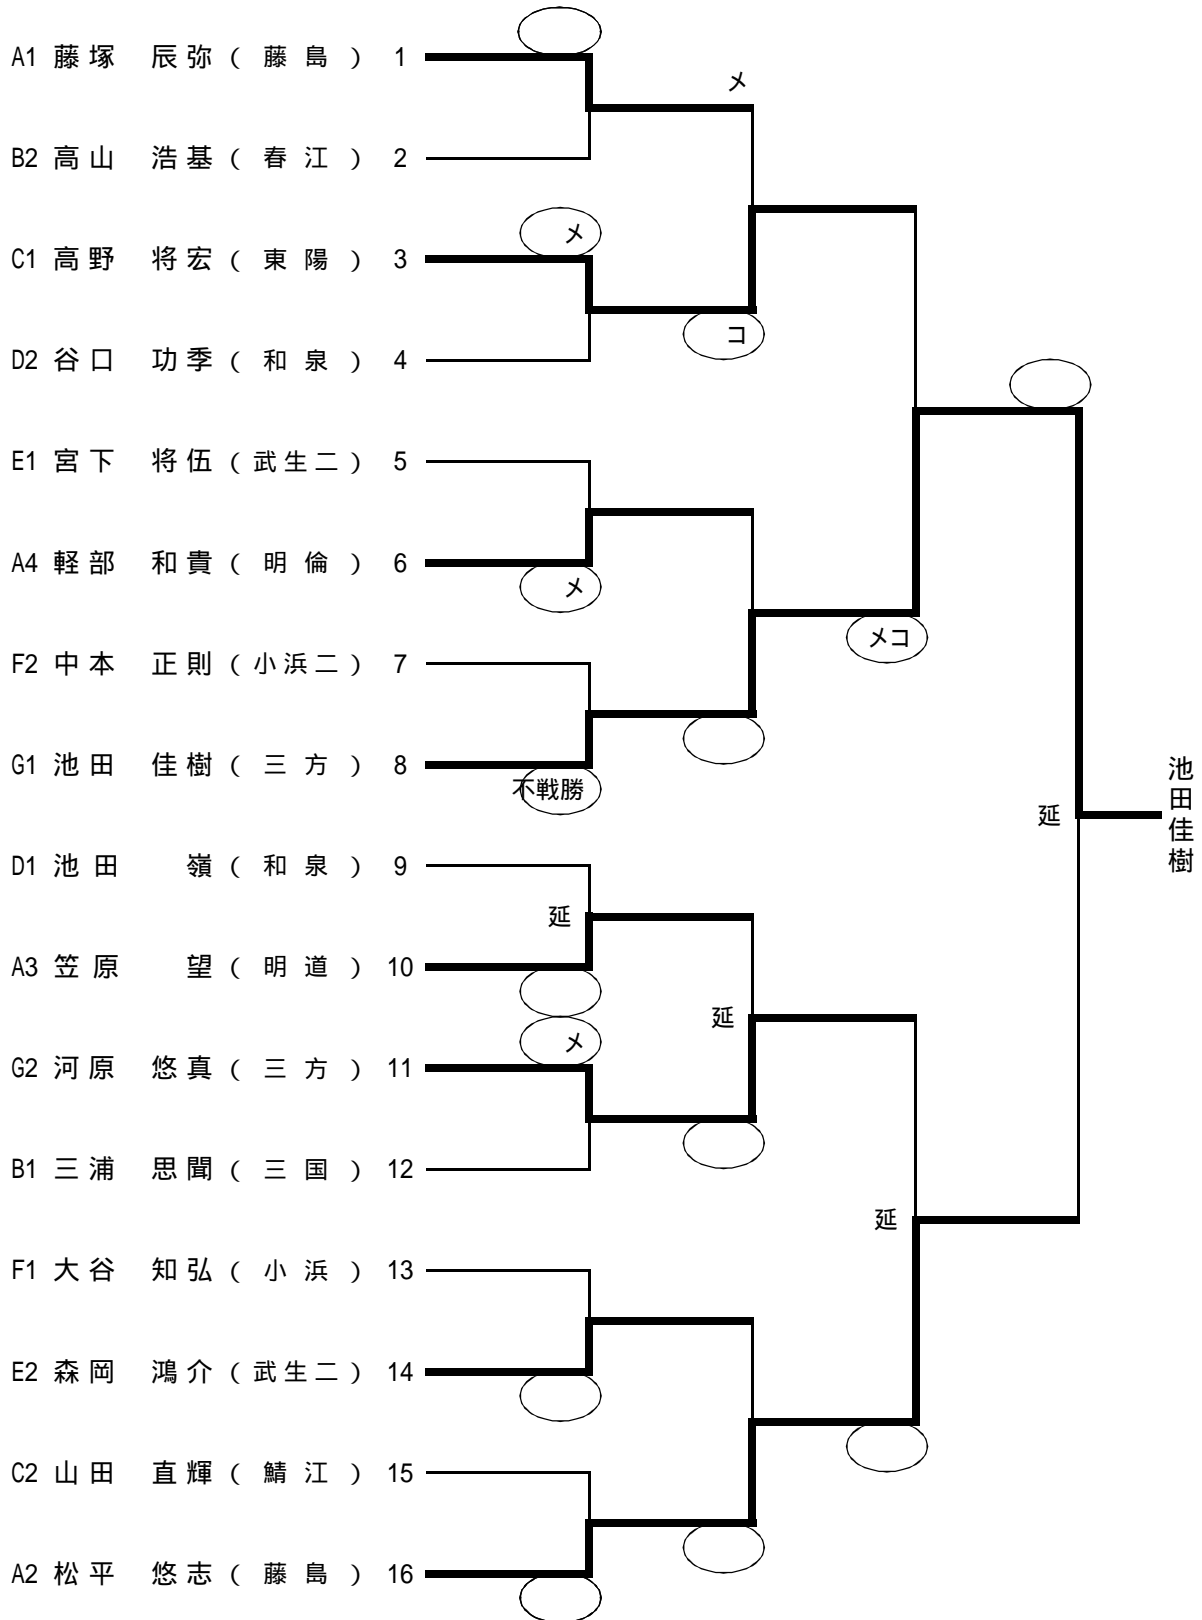 A1 藤塚 辰弥 ( 藤島 ) 1
メ
B2 高山 浩基 ( 春江 ) 2
メ
C1 高野 将宏 ( 東陽 ) 3
コ
D2 谷口 功季 ( 和泉 ) 4
E1 宮下 将伍 ( 武生二 ) 5
A4 軽部 和貴 ( 明倫 ) 6
メ
メコ
F2 中本 正則 ( 小浜二 ) 7
G1 池田 佳樹 ( 三方 ) 8
不戦勝
延
池田佳樹
D1 池田 嶺 ( 和泉 ) 9
延
A3 笠原 望 ( 明道 ) 10
延
メ
G2 河原 悠真 ( 三方 ) 11
B1 三浦 思聞 ( 三国 ) 12
延
F1 大谷 知弘 ( 小浜 ) 13
E2 森岡 鴻介 ( 武生二 ) 14
C2 山田 直輝 ( 鯖江 ) 15
A2 松平 悠志 ( 藤島 ) 16